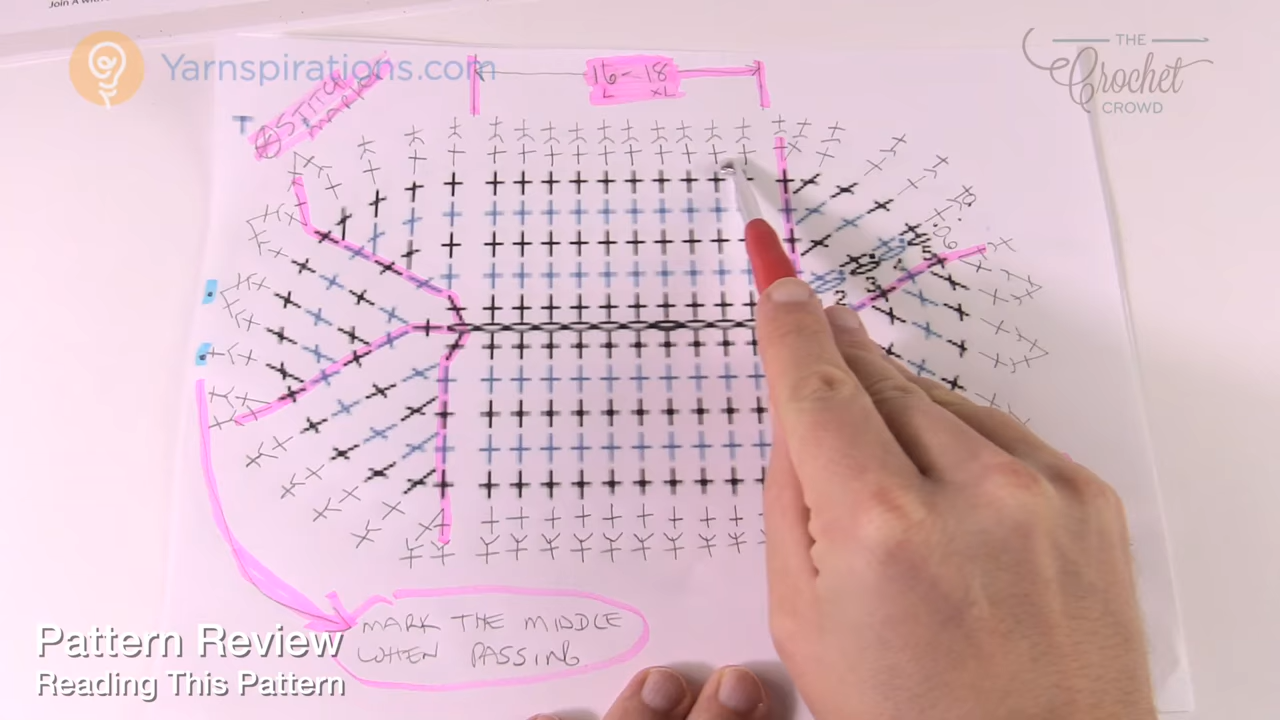 Yarnspirations.com
THE
Crochet
CROWD
16-18
L XL
STITCH
marker
MARK THE MIDDLE
WHEN PASSING
Pattern Review
Reading This Pattern